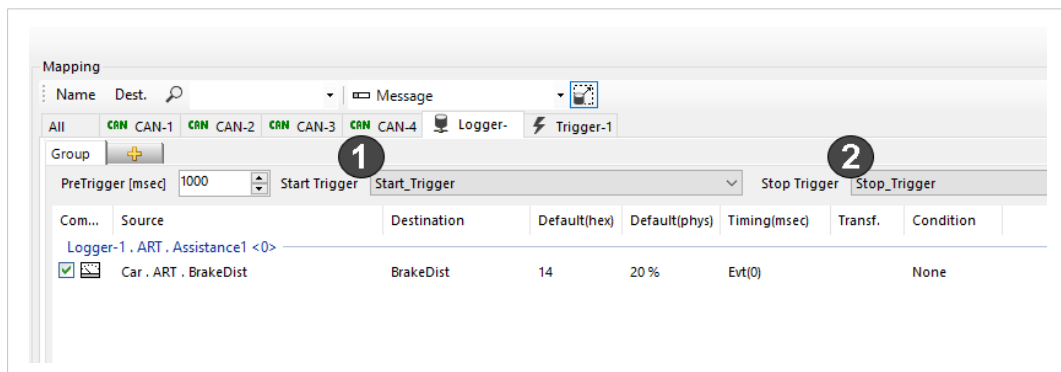 Mapping
Name Dest. Message
All CAN CAN-1 CAN CAN-2 CAN CAN-3 CAN CAN-4 Logger- Trigger-1
Group
1 2
PreTrigger [msec] 1000 Start Trigger Start_Trigger Stop Trigger Stop_Trigger
Com... Source Destination Default(hex) Default(phys) Timing(msec) Transf. Condition
Logger-1 . ART . Assistance1 <0>
Car . ART . BrakeDist BrakeDist 14 20 % Evt(0) None